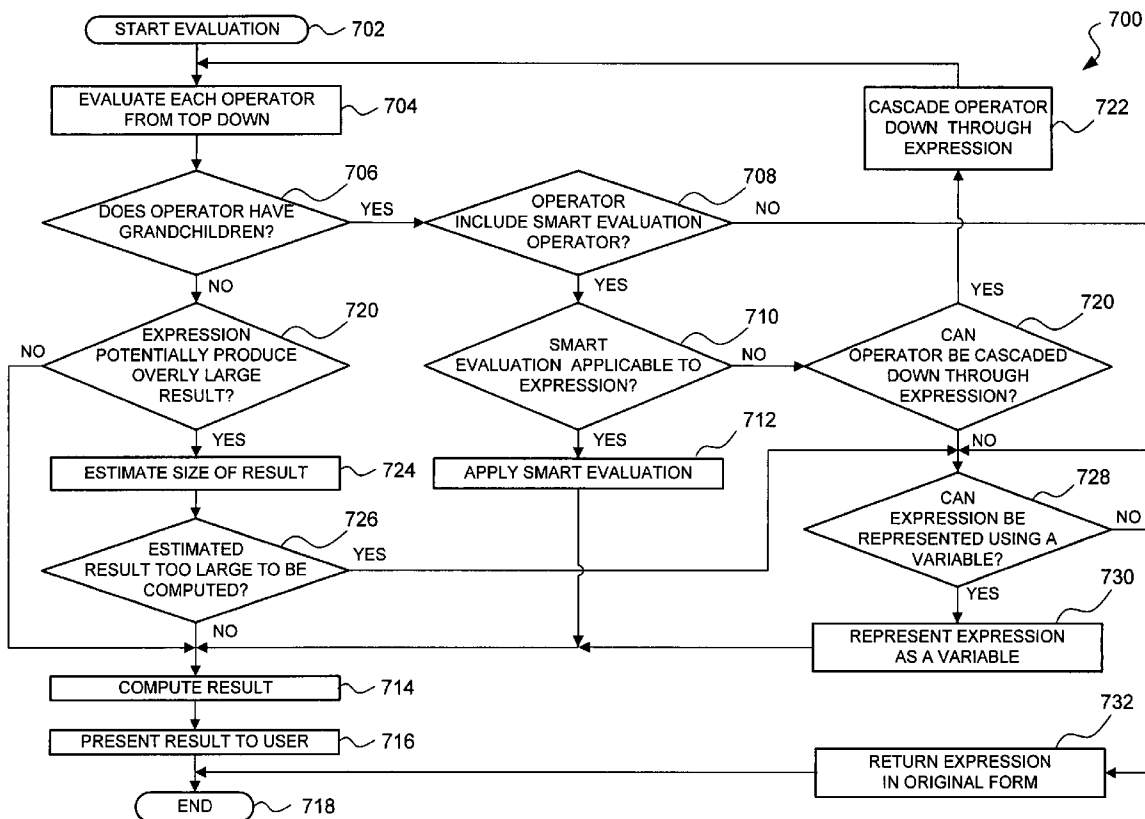 START EVALUATION
702
700
EVALUATE EACH OPERATOR
FROM TOP DOWN
704
CASCADE OPERATOR
DOWN THROUGH
EXPRESSION
722
706
DOES OPERATOR HAVE
GRANDCHILDREN?
YES
NO
708
OPERATOR
INCLUDE SMART EVALUATION
OPERATOR?
NO
YES
720
EXPRESSION
POTENTIALLY PRODUCE
OVERLY LARGE
RESULT?
NO
YES
710
SMART
EVALUATION APPLICABLE TO
EXPRESSION?
NO
YES
YES
720
CAN
OPERATOR BE CASCADED
DOWN THROUGH
EXPRESSION?
NO
ESTIMATE SIZE OF RESULT
724
712
APPLY SMART EVALUATION
726
ESTIMATED
RESULT TOO LARGE TO BE
COMPUTED?
YES
NO
728
CAN
EXPRESSION BE
REPRESENTED USING A
VARIABLE?
NO
YES
730
REPRESENT EXPRESSION
AS A VARIABLE
COMPUTE RESULT
714
PRESENT RESULT TO USER
716
732
RETURN EXPRESSION
IN ORIGINAL FORM
END
718